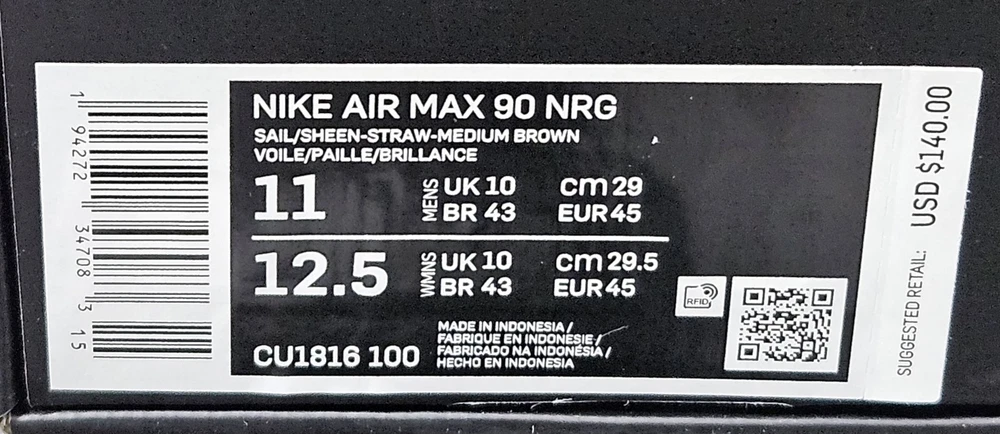 1 94272 34708 3 15
NIKE AIR MAX 90 NRG
SAIL/SHEEN-STRAW-MEDIUM BROWN
VOILE/PAILLE/BRILLANCE
11 MENS UK 10 cm 29
BR 43 EUR 45
12.5 WMNS UK 10 cm 29.5
BR 43 EUR 45
RFID
CU1816 100
MADE IN INDONESIA /
FABRIQUE EN INDONESIE /
FABRICADO NA INDONÉSIA /
HECHO EN INDONESIA
SUGGESTED RETAIL: USD $140.00